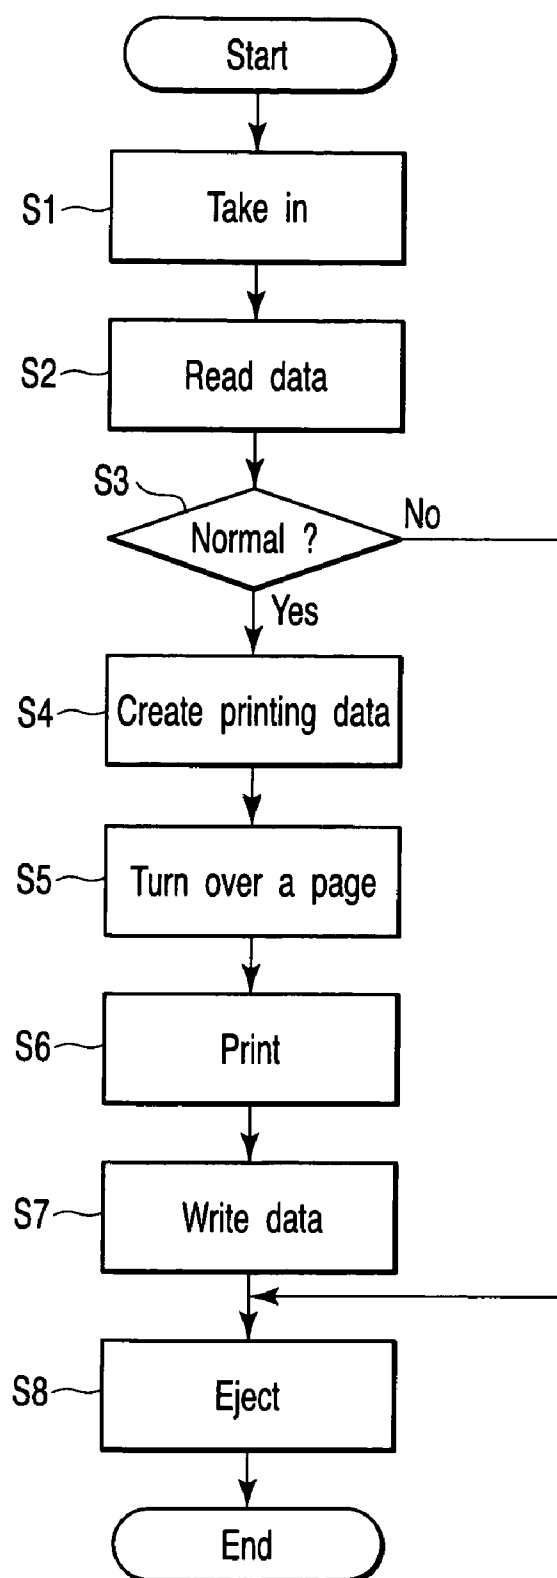 Start
S1
Take in
S2
Read data
S3
Normal ?
No
Yes
S4
Create printing data
S5
Turn over a page
S6
Print
S7
Write data
S8
Eject
End